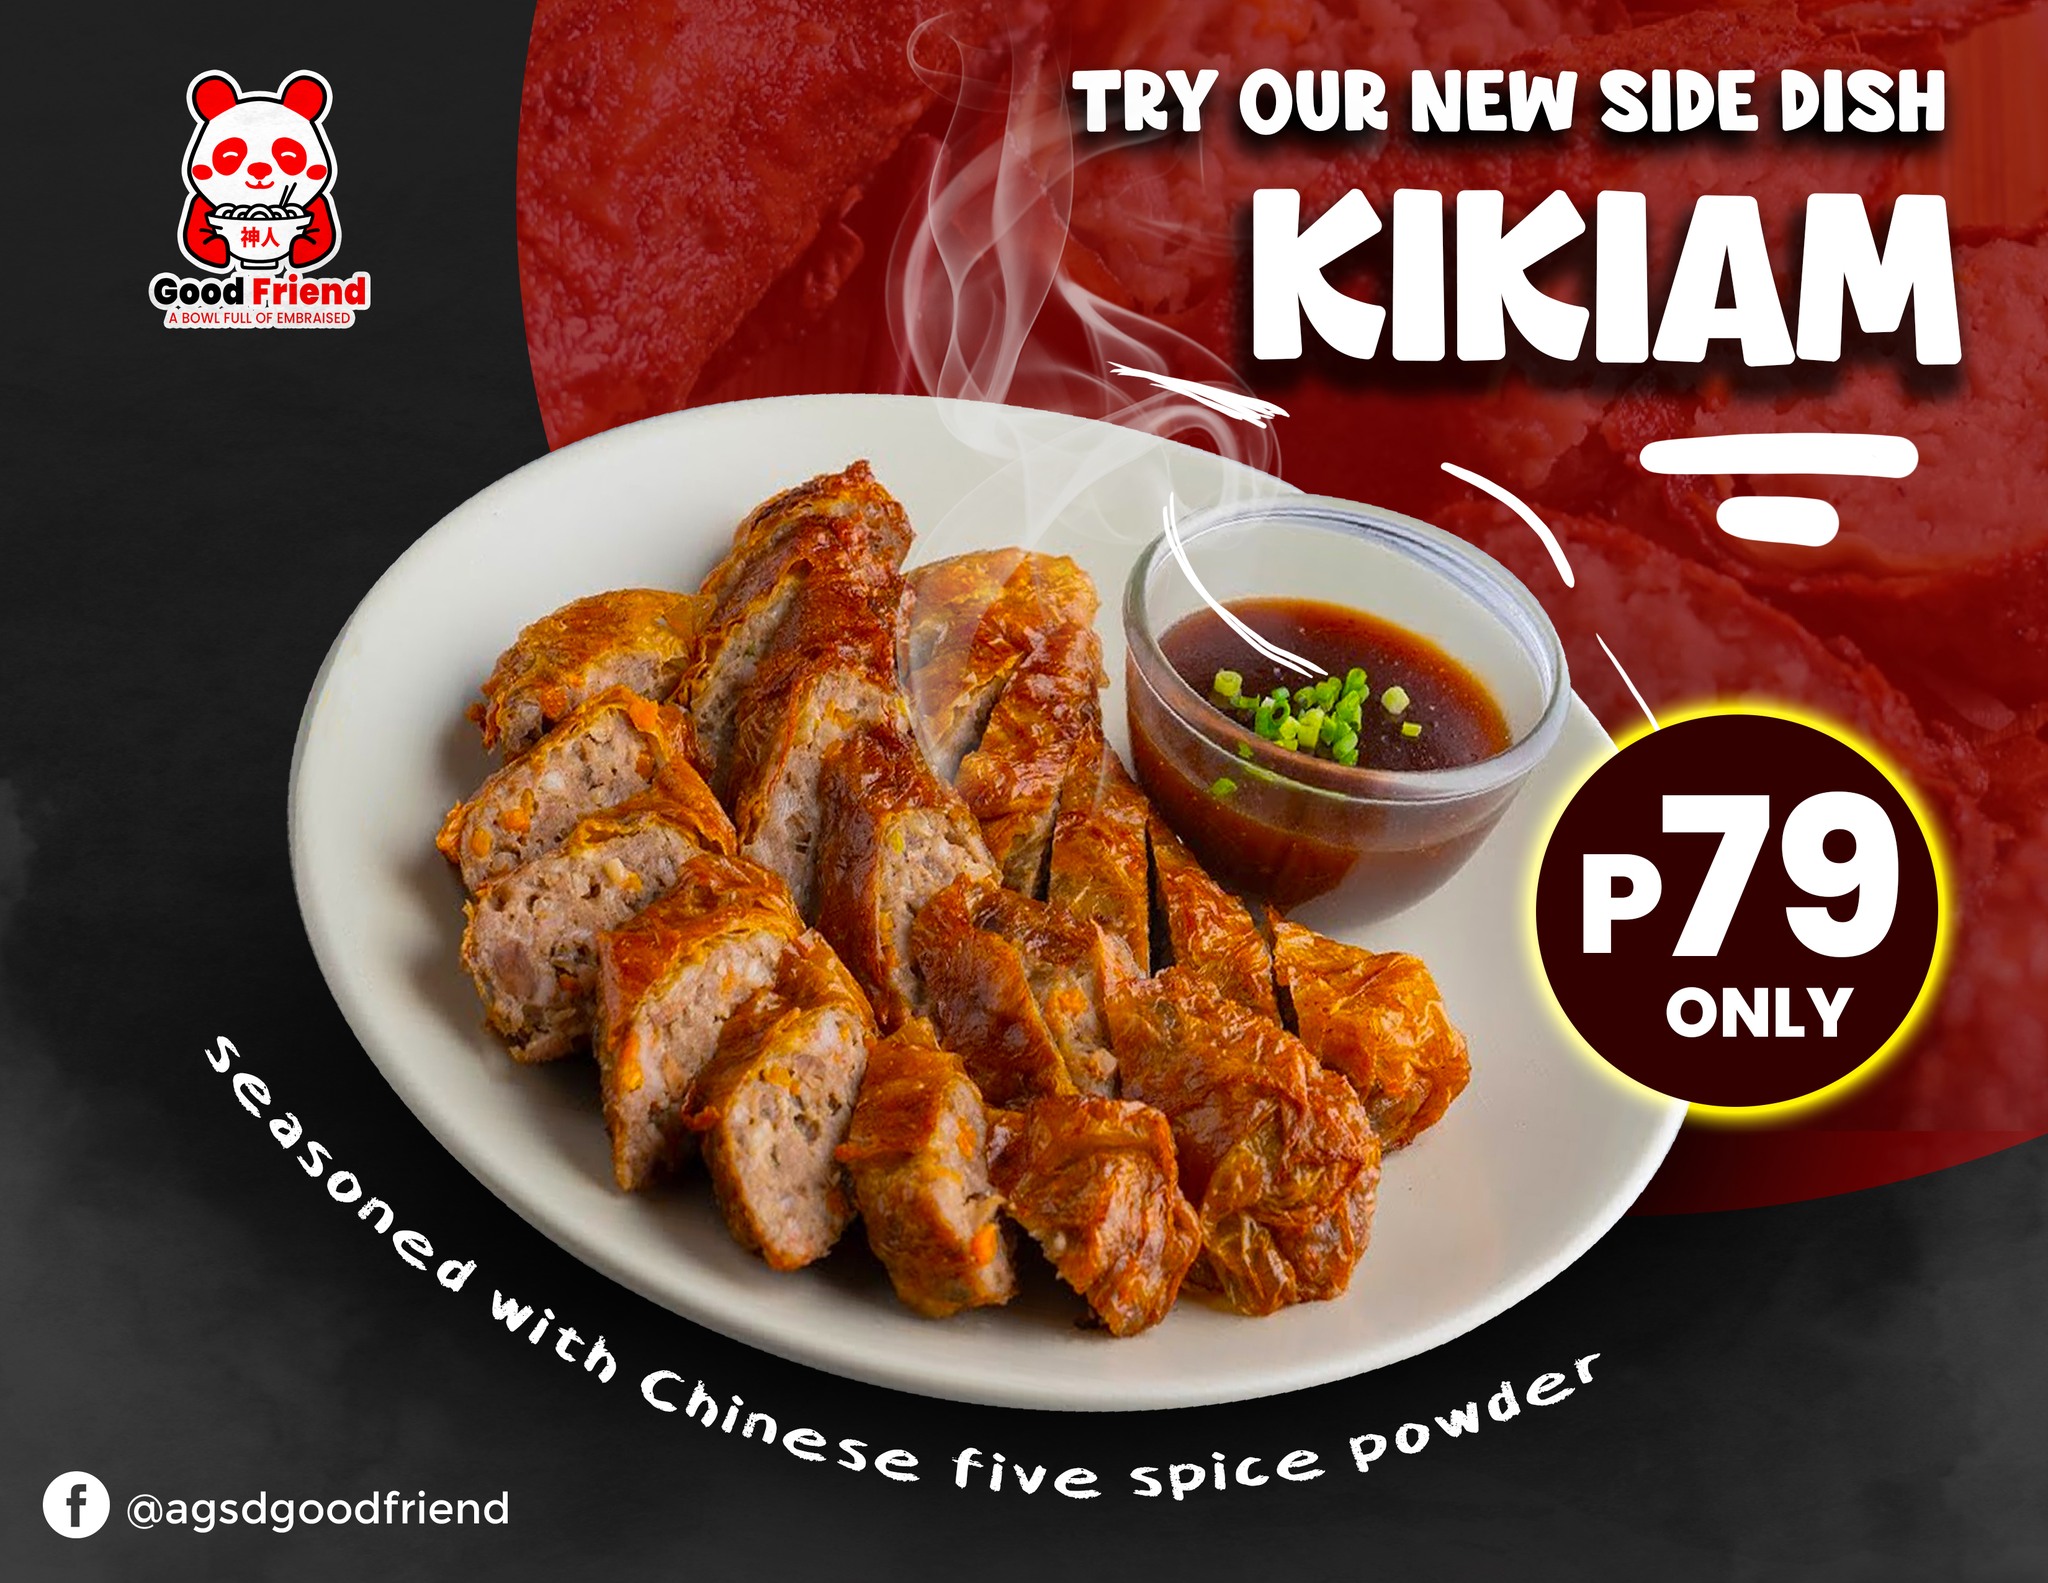 神人
Good Friend
A BOWL FULL OF EMBRAISED
TRY OUR NEW SIDE DISH
KIKIAM
P79
ONLY
seasoned with Chinese five spice powder
f @agsdgoodfriend